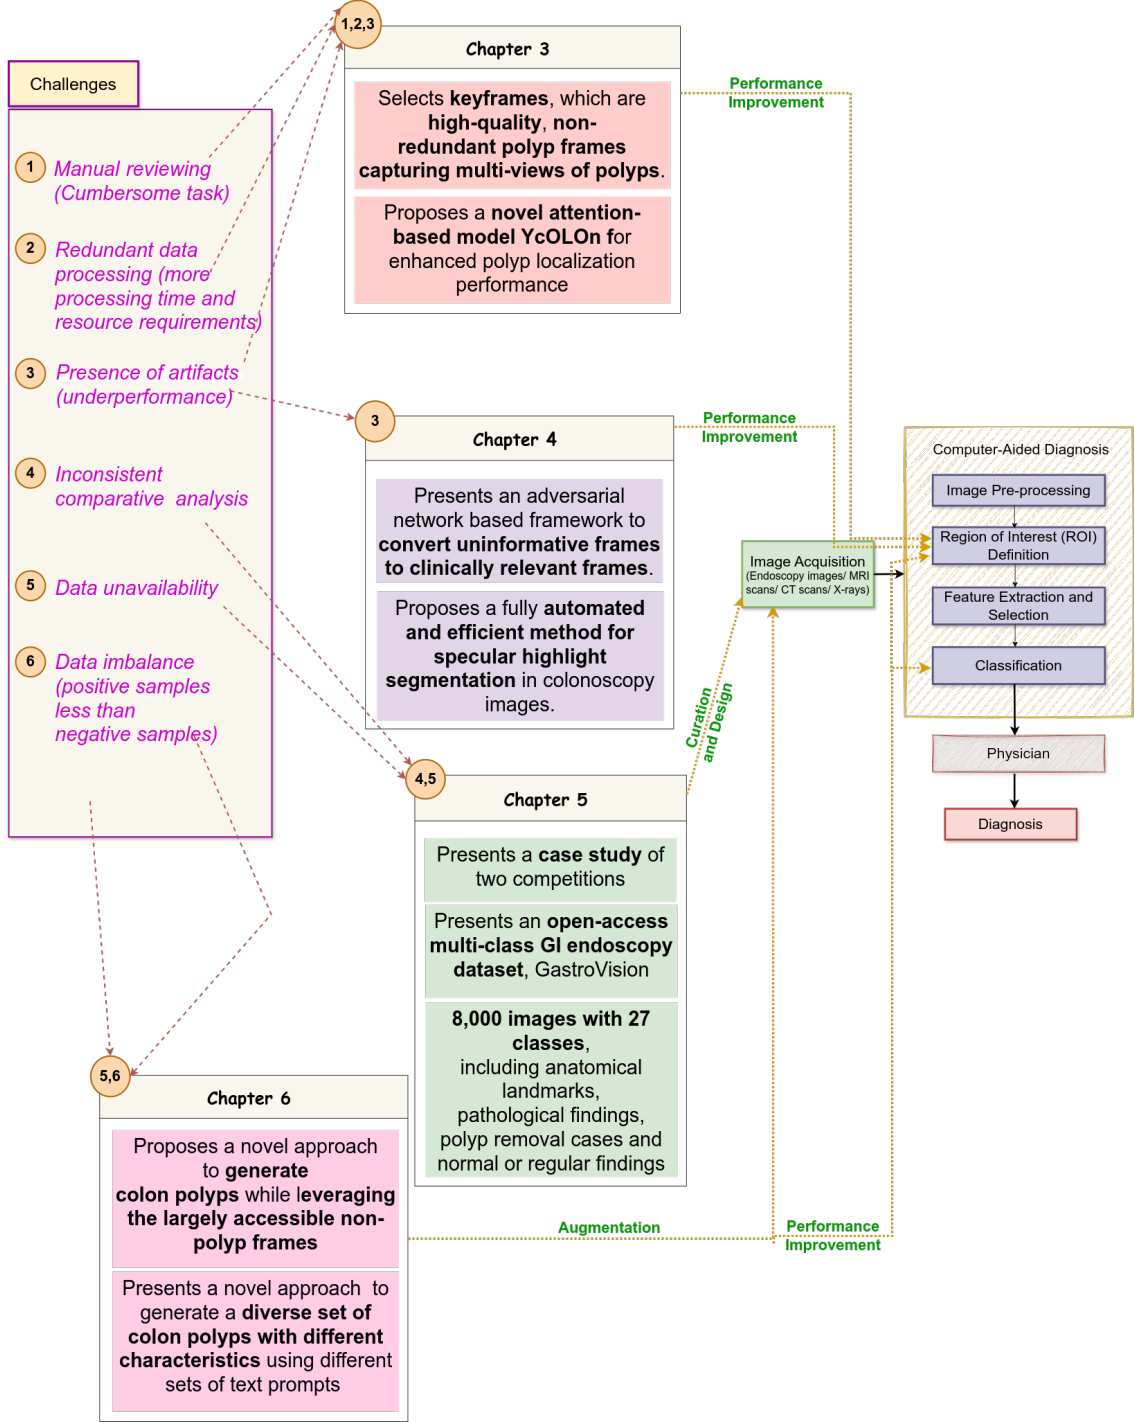 Challenges
1
Manual reviewing
(Cumbersome task)
2
Redundant data
processing (more
processing time and
resource requirements)
3
Presence of artifacts
(underperformance)
4
Inconsistent
comparative analysis
5
Data unavailability
6
Data imbalance
(positive samples
less than
negative samples)
1,2,3
Chapter 3
Selects keyframes, which are
high-quality, non-
redundant polyp frames
capturing multi-views of polyps.
Proposes a novel attention-
based model YcOLOn for
enhanced polyp localization
performance
Performance
Improvement
3
Chapter 4
Presents an adversarial
network based framework to
convert uninformative frames
to clinically relevant frames.
Proposes a fully automated
and efficient method for
specular highlight
segmentation in colonoscopy
images.
Performance
Improvement
4,5
Chapter 5
Presents a case study of
two competitions
Presents an open-access
multi-class GI endoscopy
dataset, GastroVision
8,000 images with 27
classes,
including anatomical
landmarks,
pathological findings,
polyp removal cases and
normal or regular findings
Curation
and Design
5,6
Chapter 6
Proposes a novel approach
to generate
colon polyps while leveraging
the largely accessible non-
polyp frames
Presents a novel approach to
generate a diverse set of
colon polyps with different
characteristics using different
sets of text prompts
Augmentation
Performance
Improvement
Image Acquisition
(Endoscopy images/ MRI
scans/ CT scans/ X-rays)
Computer-Aided Diagnosis
Image Pre-processing
Region of Interest (ROI)
Definition
Feature Extraction and
Selection
Classification
Physician
Diagnosis